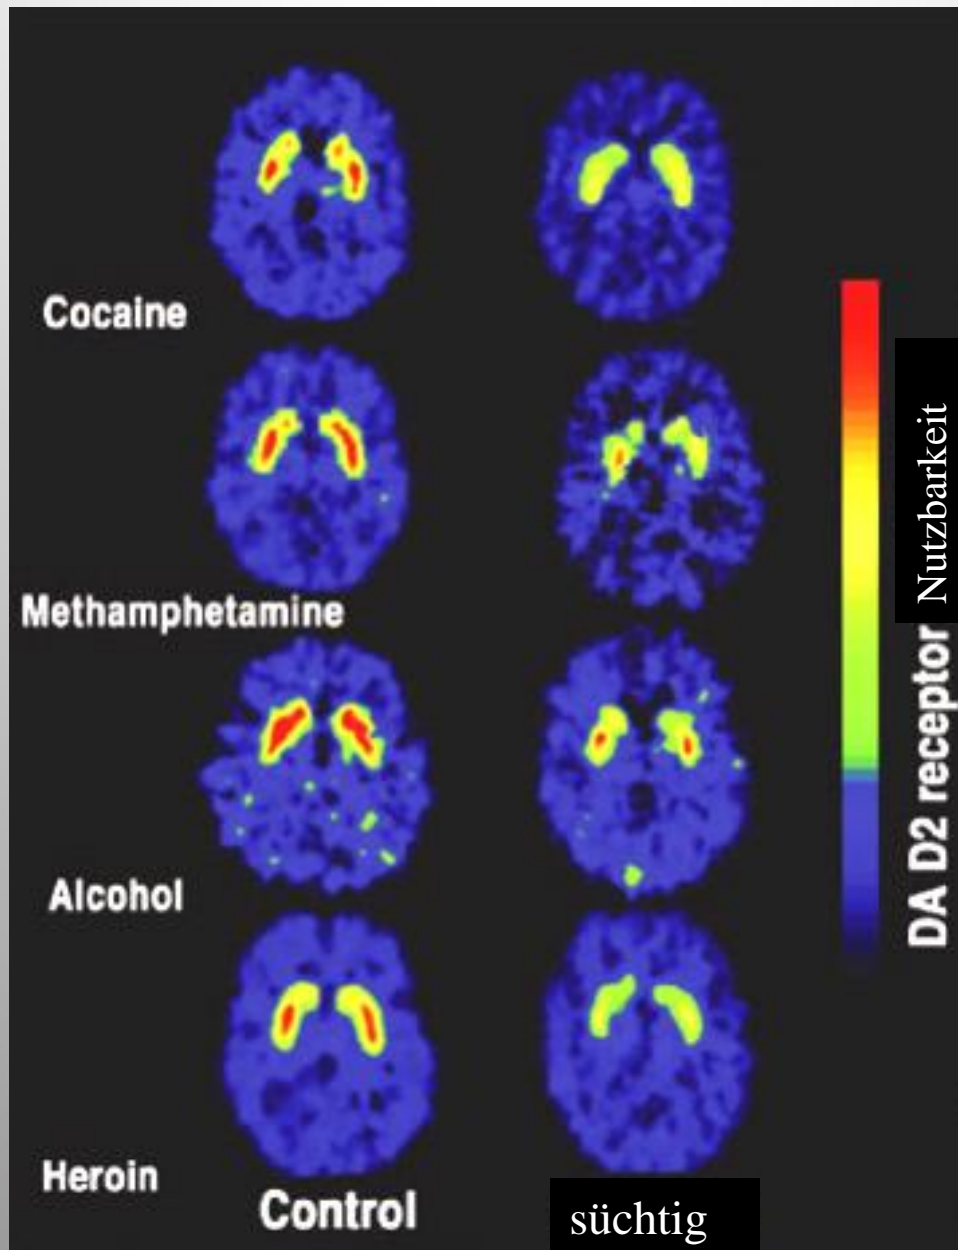 Cocaine
Methamphetamine
Alcohol
Heroin
Control
süchtig
DA D2 receptor Nutzbarkeit